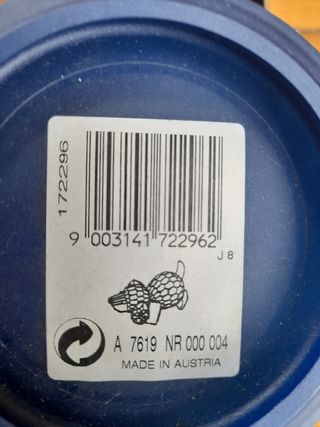 172296
9 003141 722962
J 8
A 7619 NR 000 004
MADE IN AUSTRIA